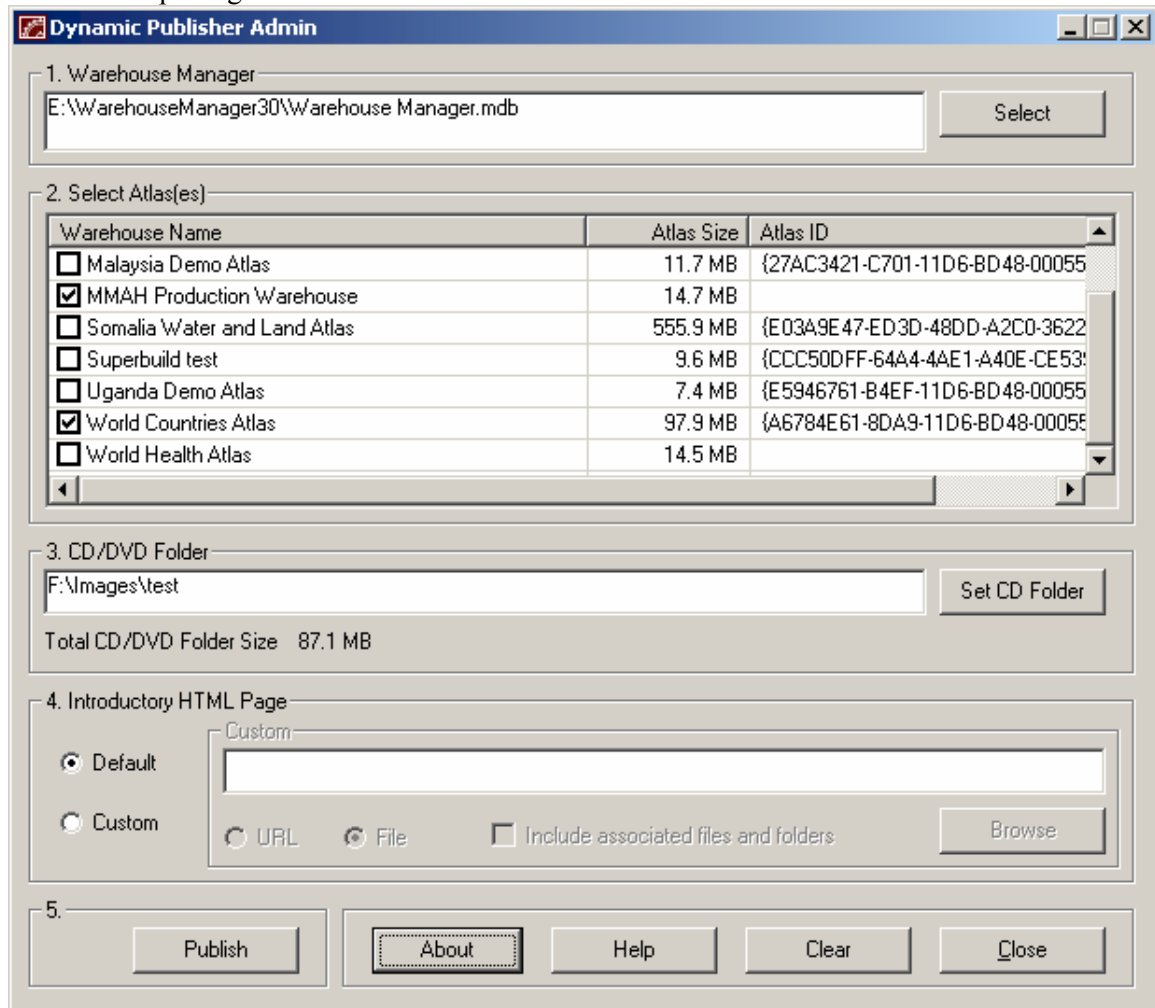 Dynamic Publisher Admin
1. Warehouse Manager
E:\WarehouseManager30\Warehouse Manager.mdb
Select
2. Select Atlas(es)
Warehouse Name Atlas Size Atlas ID
Malaysia Demo Atlas 11.7 MB {27AC3421-C701-11D6-BD48-00055
MMAH Production Warehouse 14.7 MB
Somalia Water and Land Atlas 555.9 MB {E03A9E47-ED3D-48DD-A2C0-3622
Superbuild test 9.6 MB {CCC50DFF-64A4-4AE1-A40E-CE53
Uganda Demo Atlas 7.4 MB {E5946761-B4EF-11D6-BD48-00055
World Countries Atlas 97.9 MB {A6784E61-8DA9-11D6-BD48-00055
World Health Atlas 14.5 MB
3. CD/DVD Folder
F:\Images\test
Set CD Folder
Total CD/DVD Folder Size 87.1 MB
4. Introductory HTML Page
Custom
Default
Custom
URL File Include associated files and folders Browse
5.
Publish About Help Clear Close